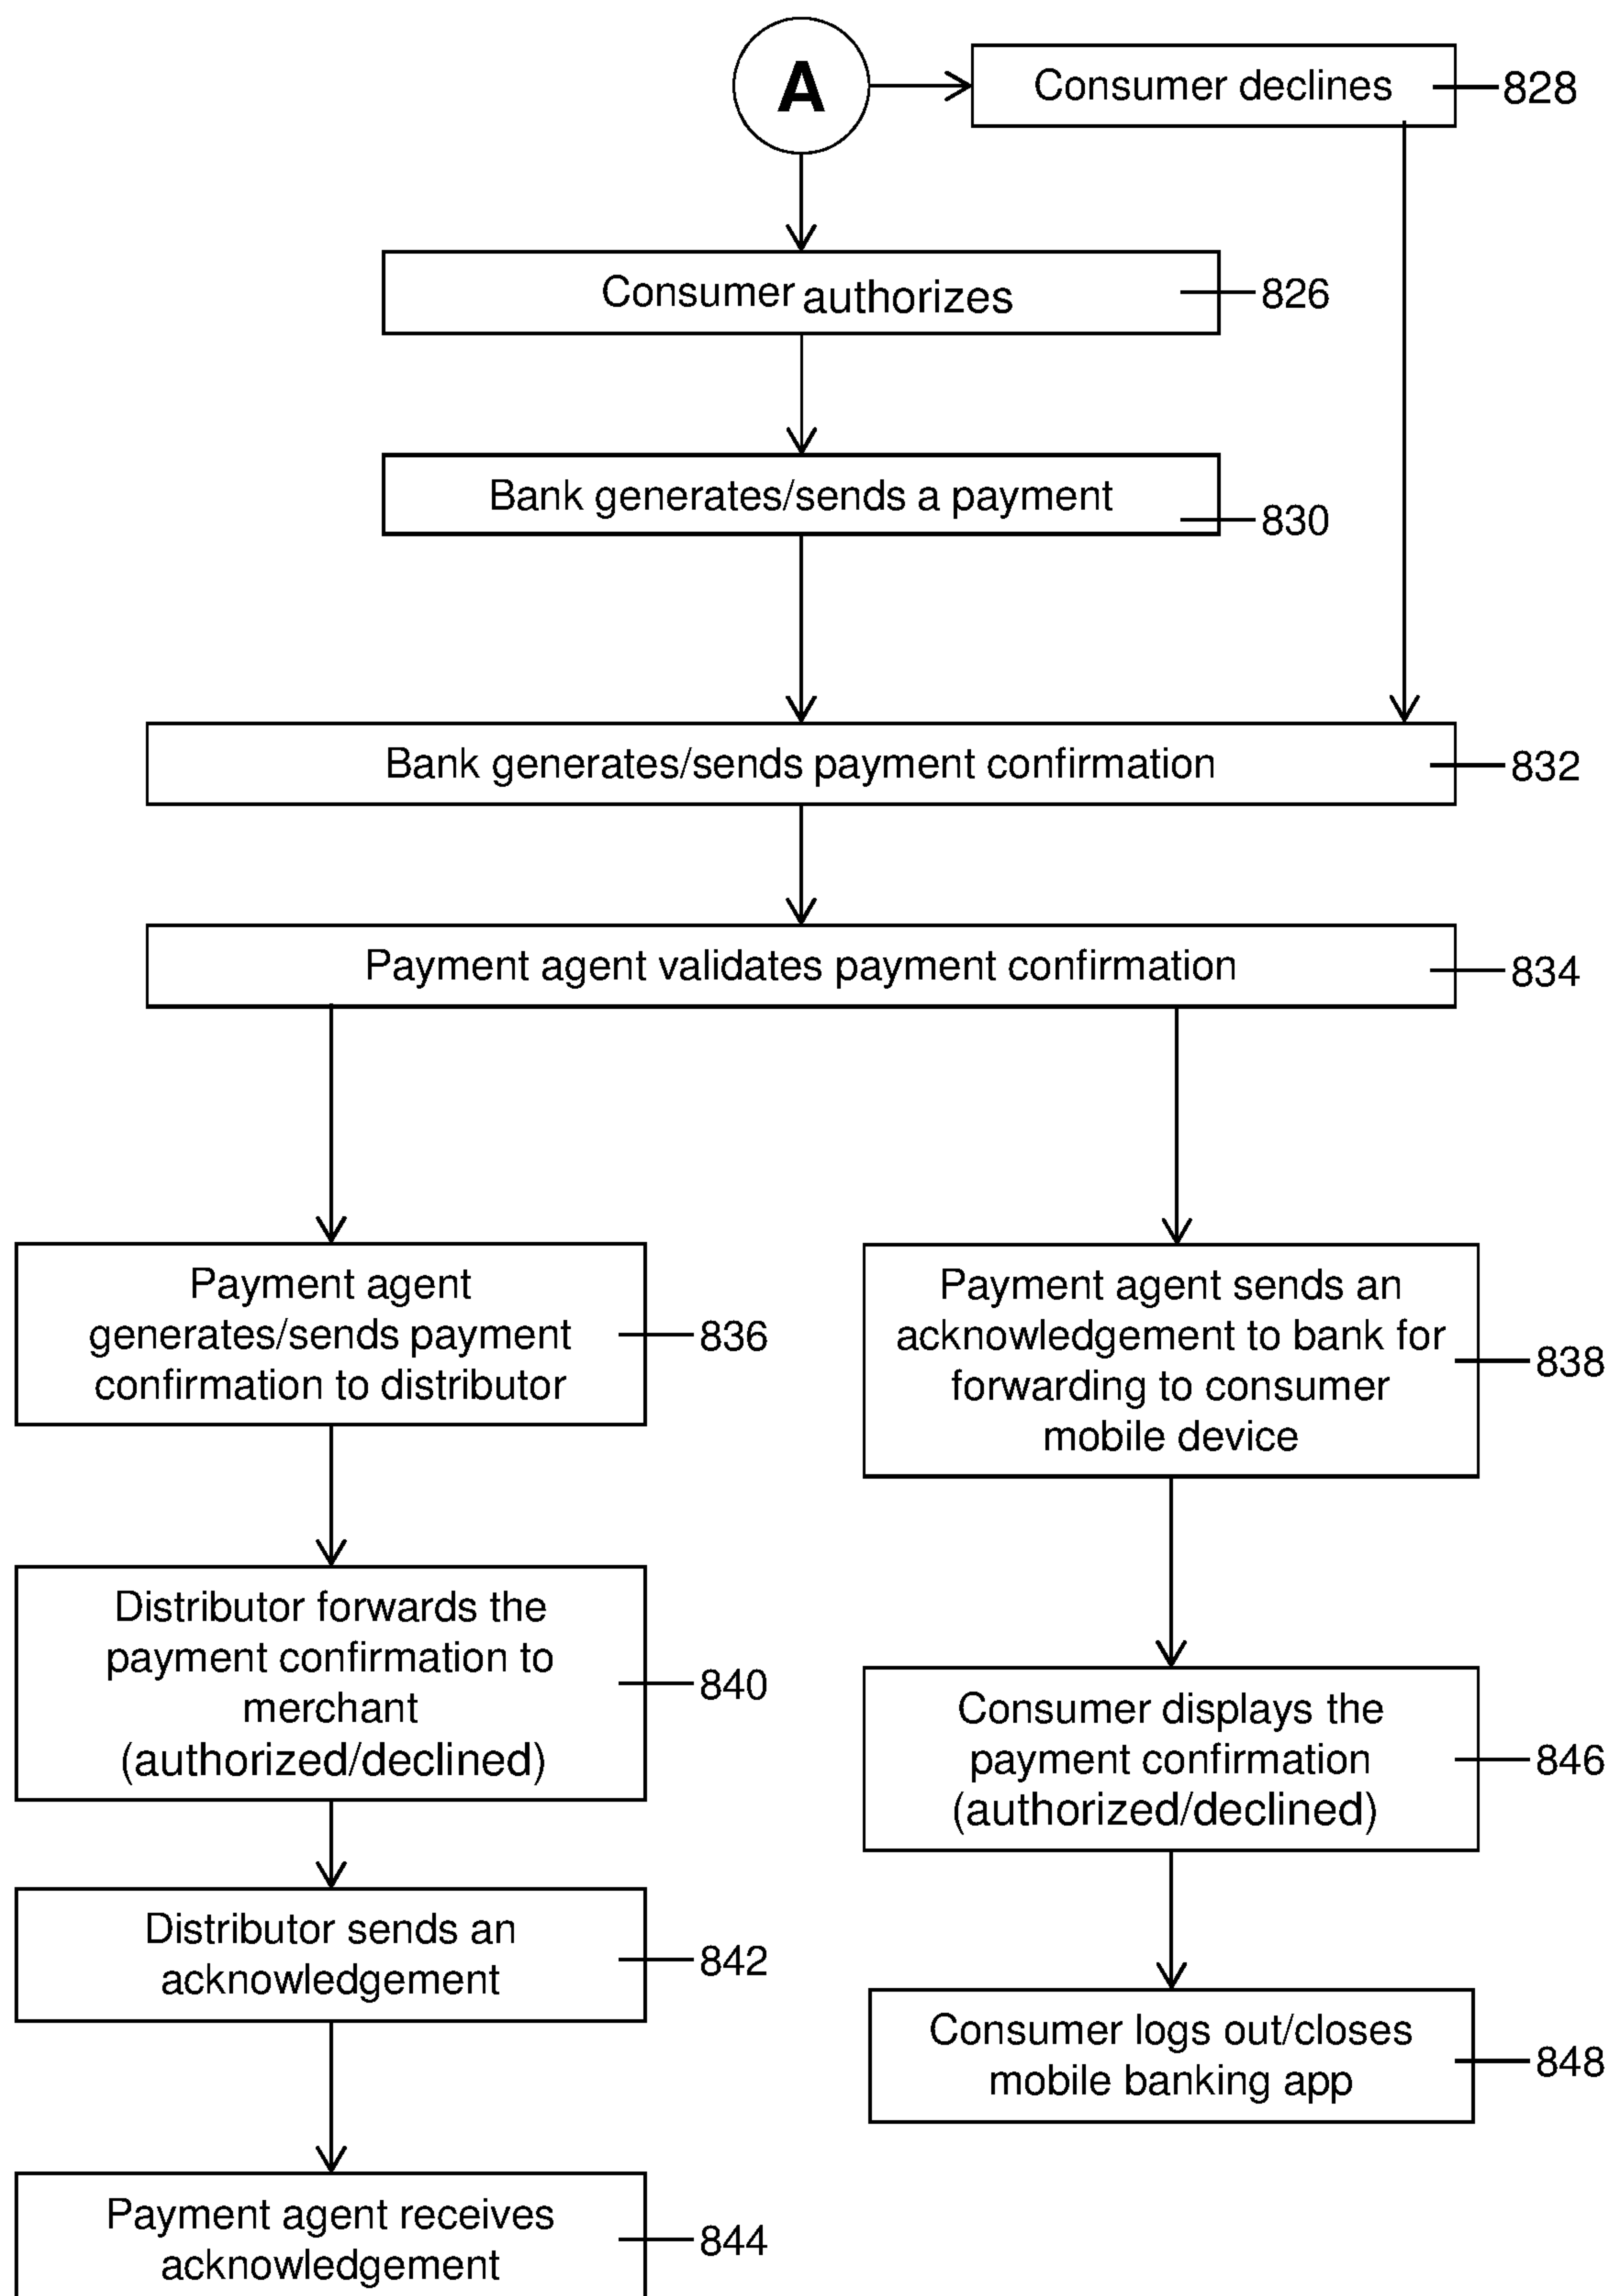 A
Consumer declines
828
Consumer authorizes
826
Bank generates/sends a payment
830
Bank generates/sends payment confirmation
832
Payment agent validates payment confirmation
834
Payment agent
generates/sends payment
confirmation to distributor
836
Payment agent sends an
acknowledgement to bank for
forwarding to consumer
mobile device
838
Distributor forwards the
payment confirmation to
merchant
(authorized/declined)
840
Consumer displays the
payment confirmation
(authorized/declined)
846
Distributor sends an
acknowledgement
842
Consumer logs out/closes
mobile banking app
848
Payment agent receives
acknowledgement
844